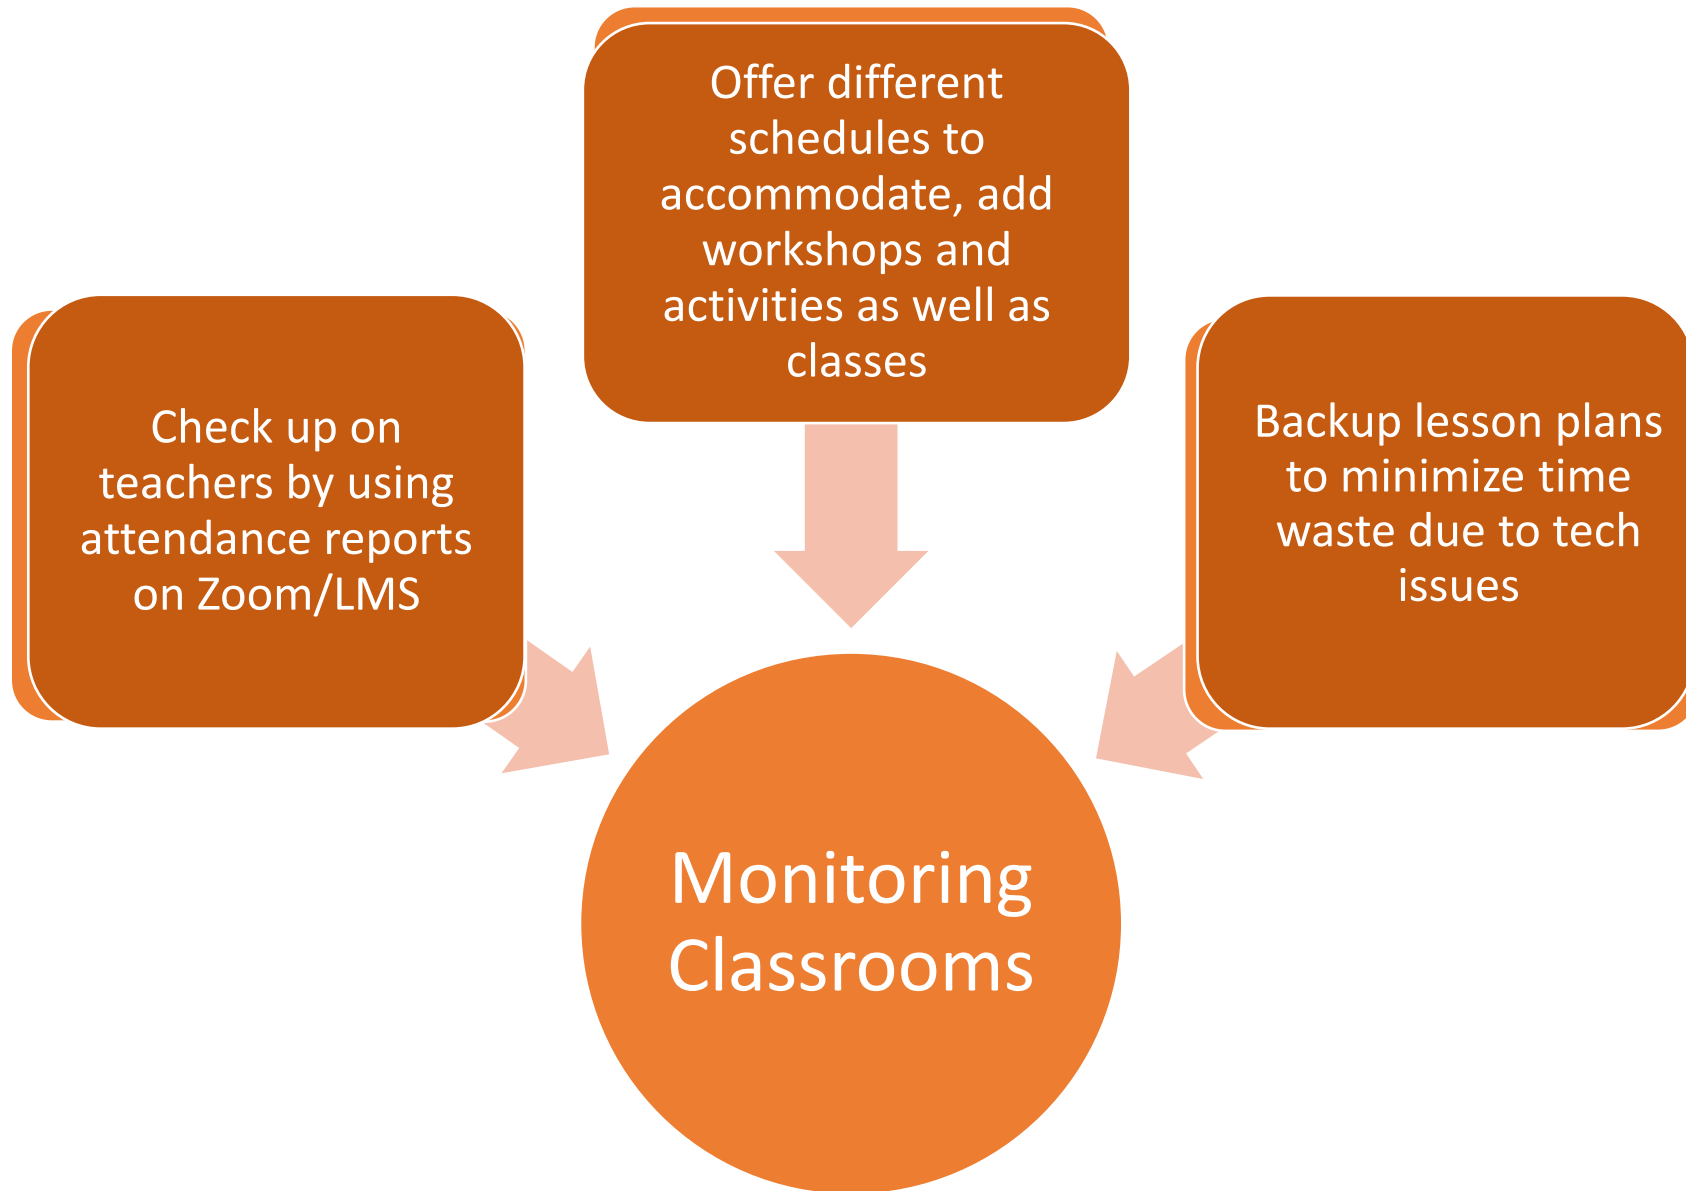 Offer different
schedules to
accommodate, add
workshops and
activities as well as
classes
Check up on
teachers by using
attendance reports
on Zoom/LMS
Backup lesson plans
to minimize time
waste due to tech
issues
Monitoring
Classrooms